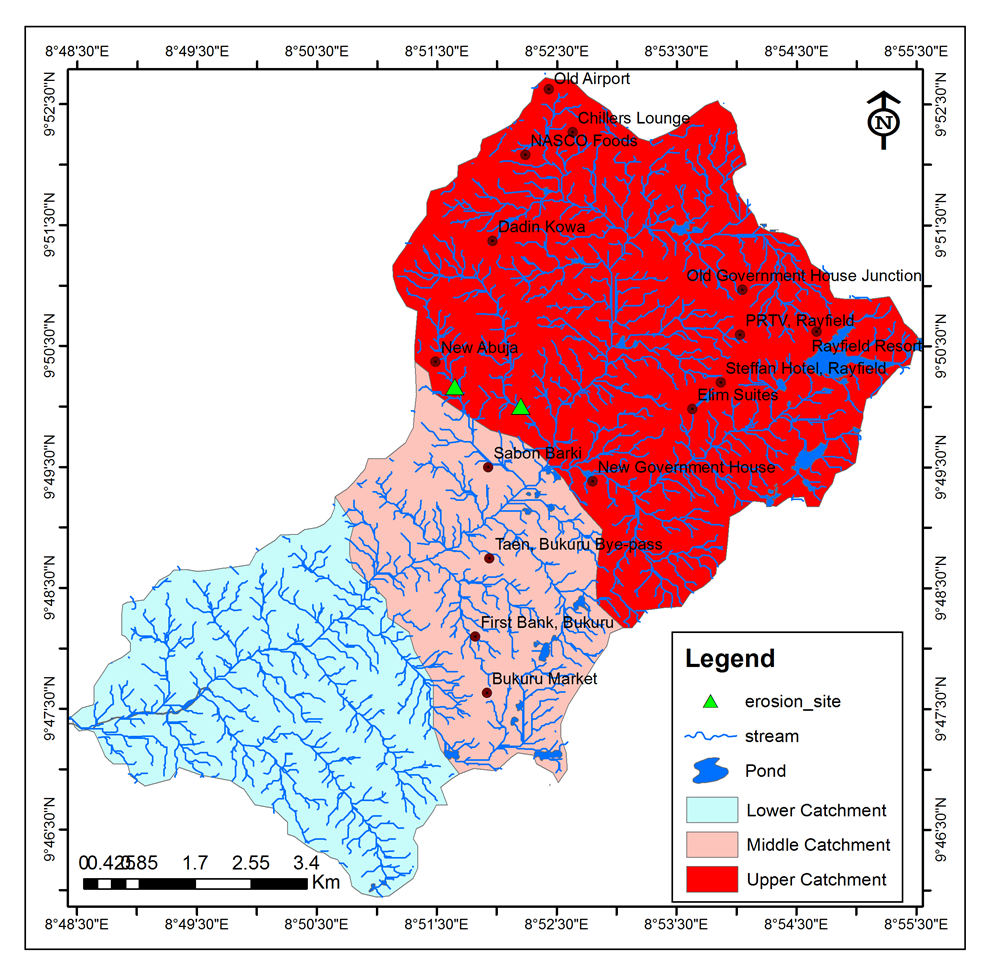 8°48'30"E 8°49'30"E 8°50'30"E 8°51'30"E 8°52'30"E 8°53'30"E 8°54'30"E 8°55'30"E
9°52'30"N
9°51'30"N
9°50'30"N
9°49'30"N
9°48'30"N
9°47'30"N
9°46'30"N
9°52'30"N
9°51'30"N
9°50'30"N
9°49'30"N
9°48'30"N
9°47'30"N
9°46'30"N
N
Old Airport
Chillers Lounge
NASCO Foods
Dadin Kowa
Old Government House Junction
PRTV, Rayfield
Rayfield Resort
New Abuja
Steffan Hotel, Rayfield
Elim Suites
Sabon Barki
New Government House
Taen, Bukuru Bye-pass
First Bank, Bukuru
Bukuru Market
Legend
erosion_site
stream
Pond
Lower Catchment
Middle Catchment
Upper Catchment
0 0.425 0.85 1.7 2.55 3.4
Km
8°48'30"E 8°49'30"E 8°50'30"E 8°51'30"E 8°52'30"E 8°53'30"E 8°54'30"E 8°55'30"E